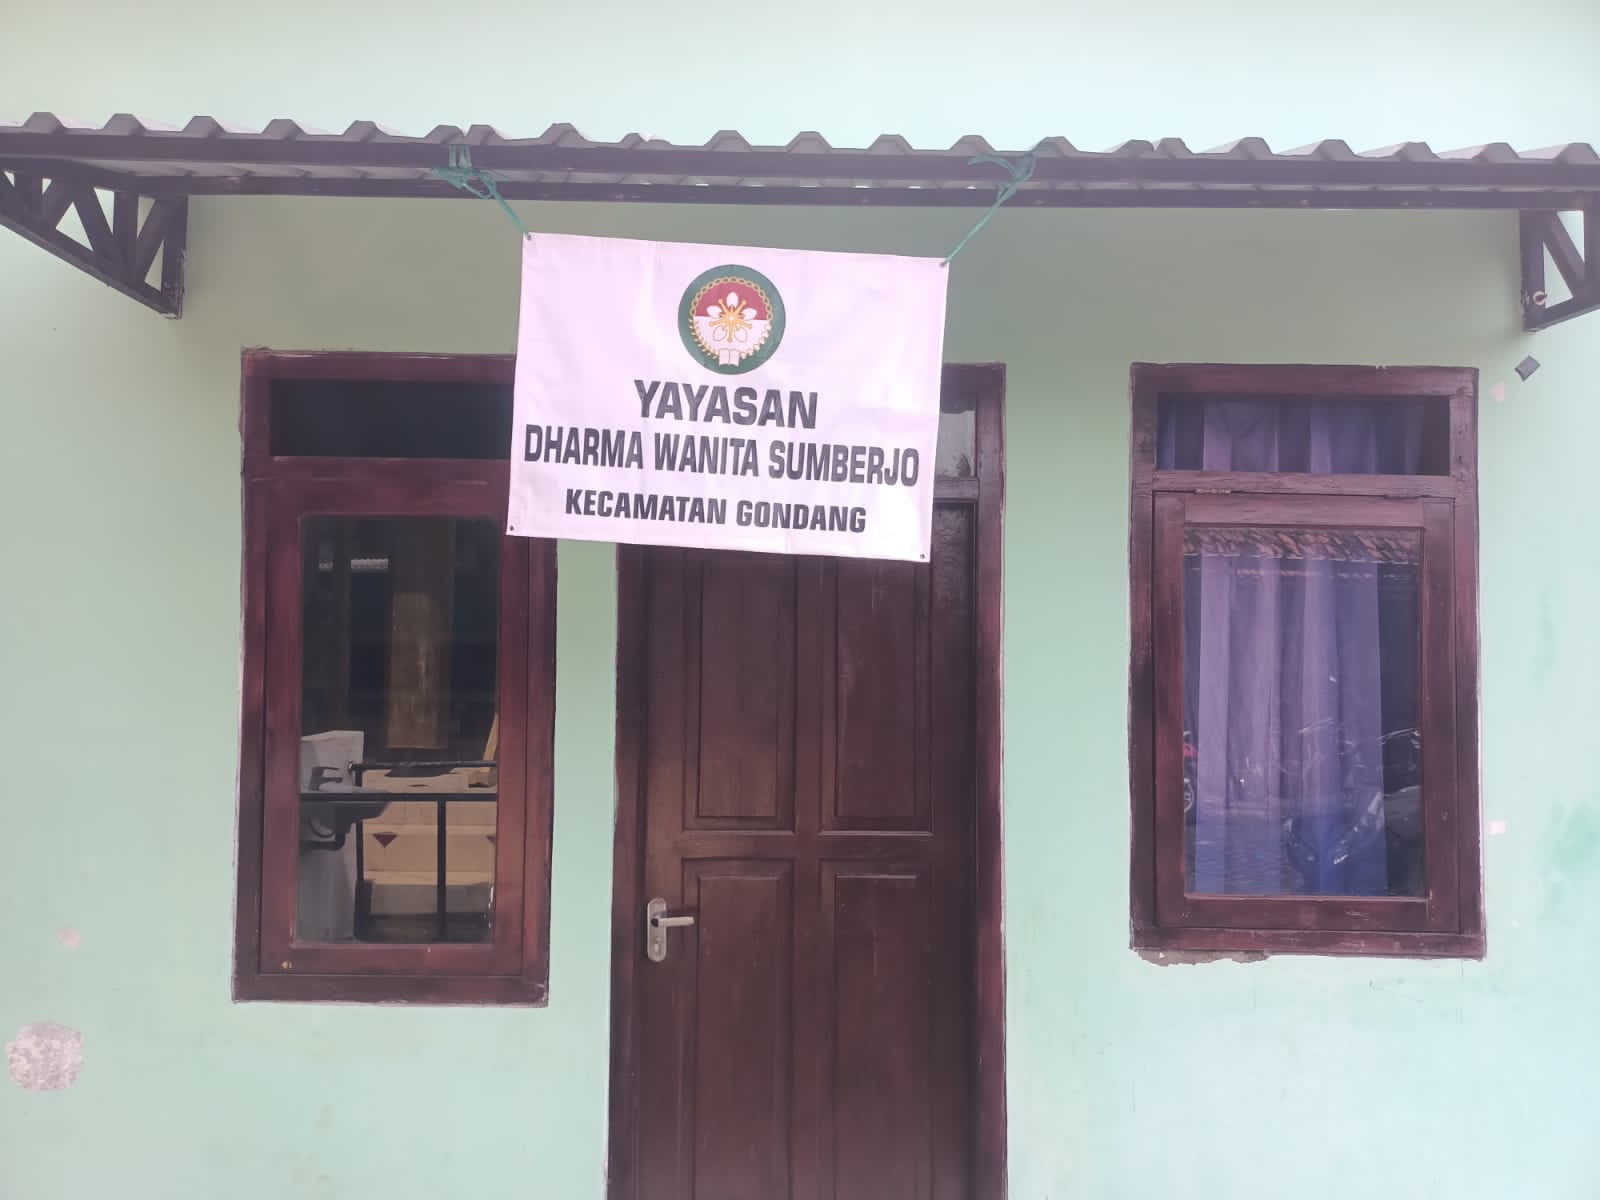 YAYASAN
DHARMA WANITA SUMBERJO
KECAMATAN GONDANG